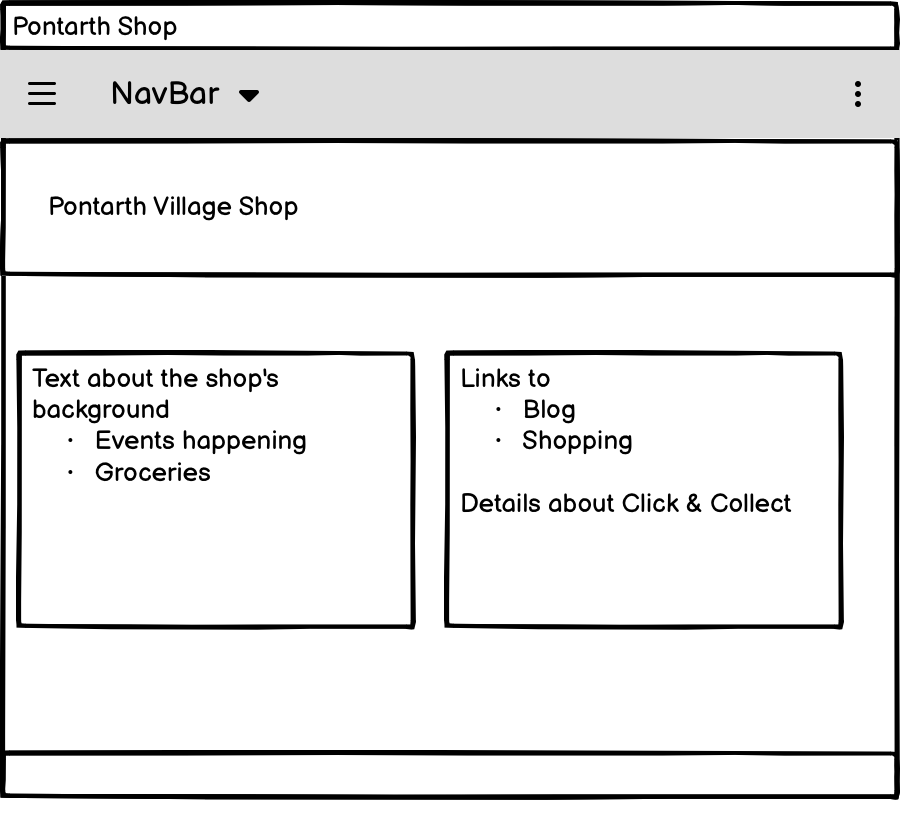 Pontarth Shop
NavBar
Pontarth Village Shop
Text about the shop's
background
· Events happening
· Groceries
Links to
· Blog
· Shopping
Details about Click & Collect